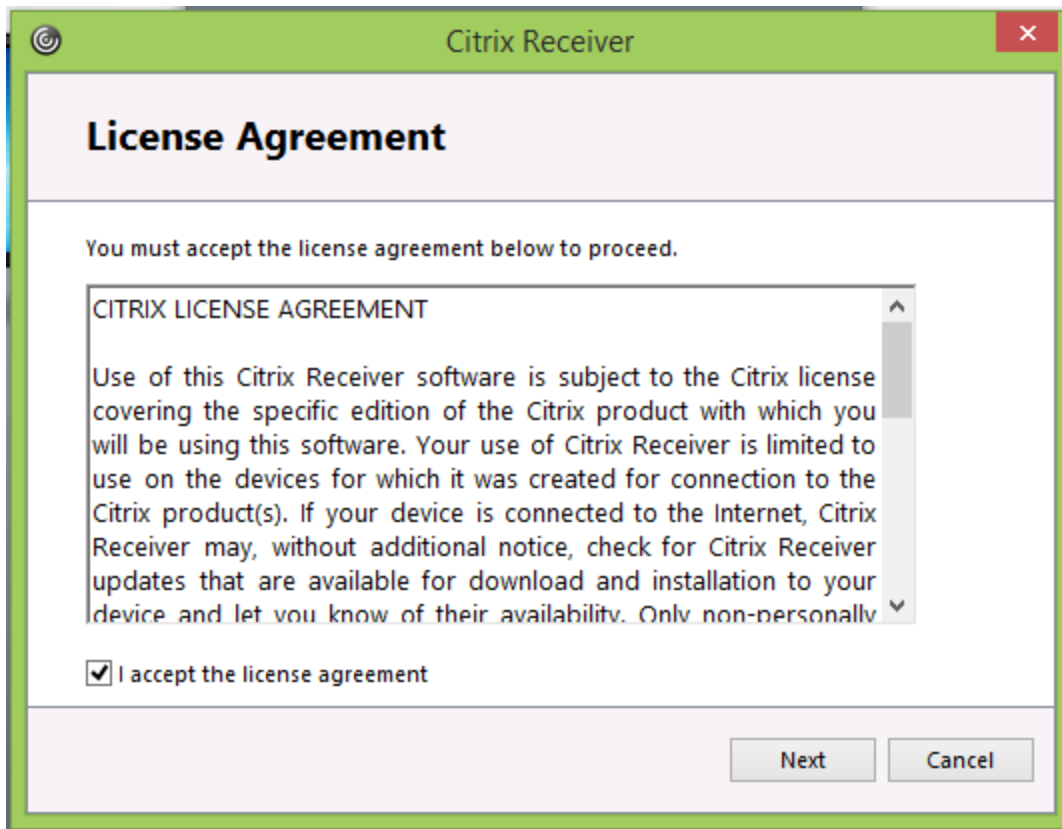 Citrix Receiver
License Agreement
You must accept the license agreement below to proceed.
CITRIX LICENSE AGREEMENT
Use of this Citrix Receiver software is subject to the Citrix license
covering the specific edition of the Citrix product with which you
will be using this software. Your use of Citrix Receiver is limited to
use on the devices for which it was created for connection to the
Citrix product(s). If your device is connected to the Internet, Citrix
Receiver may, without additional notice, check for Citrix Receiver
updates that are available for download and installation to your
device and let you know of their availability. Only non-personally
I accept the license agreement
Next
Cancel